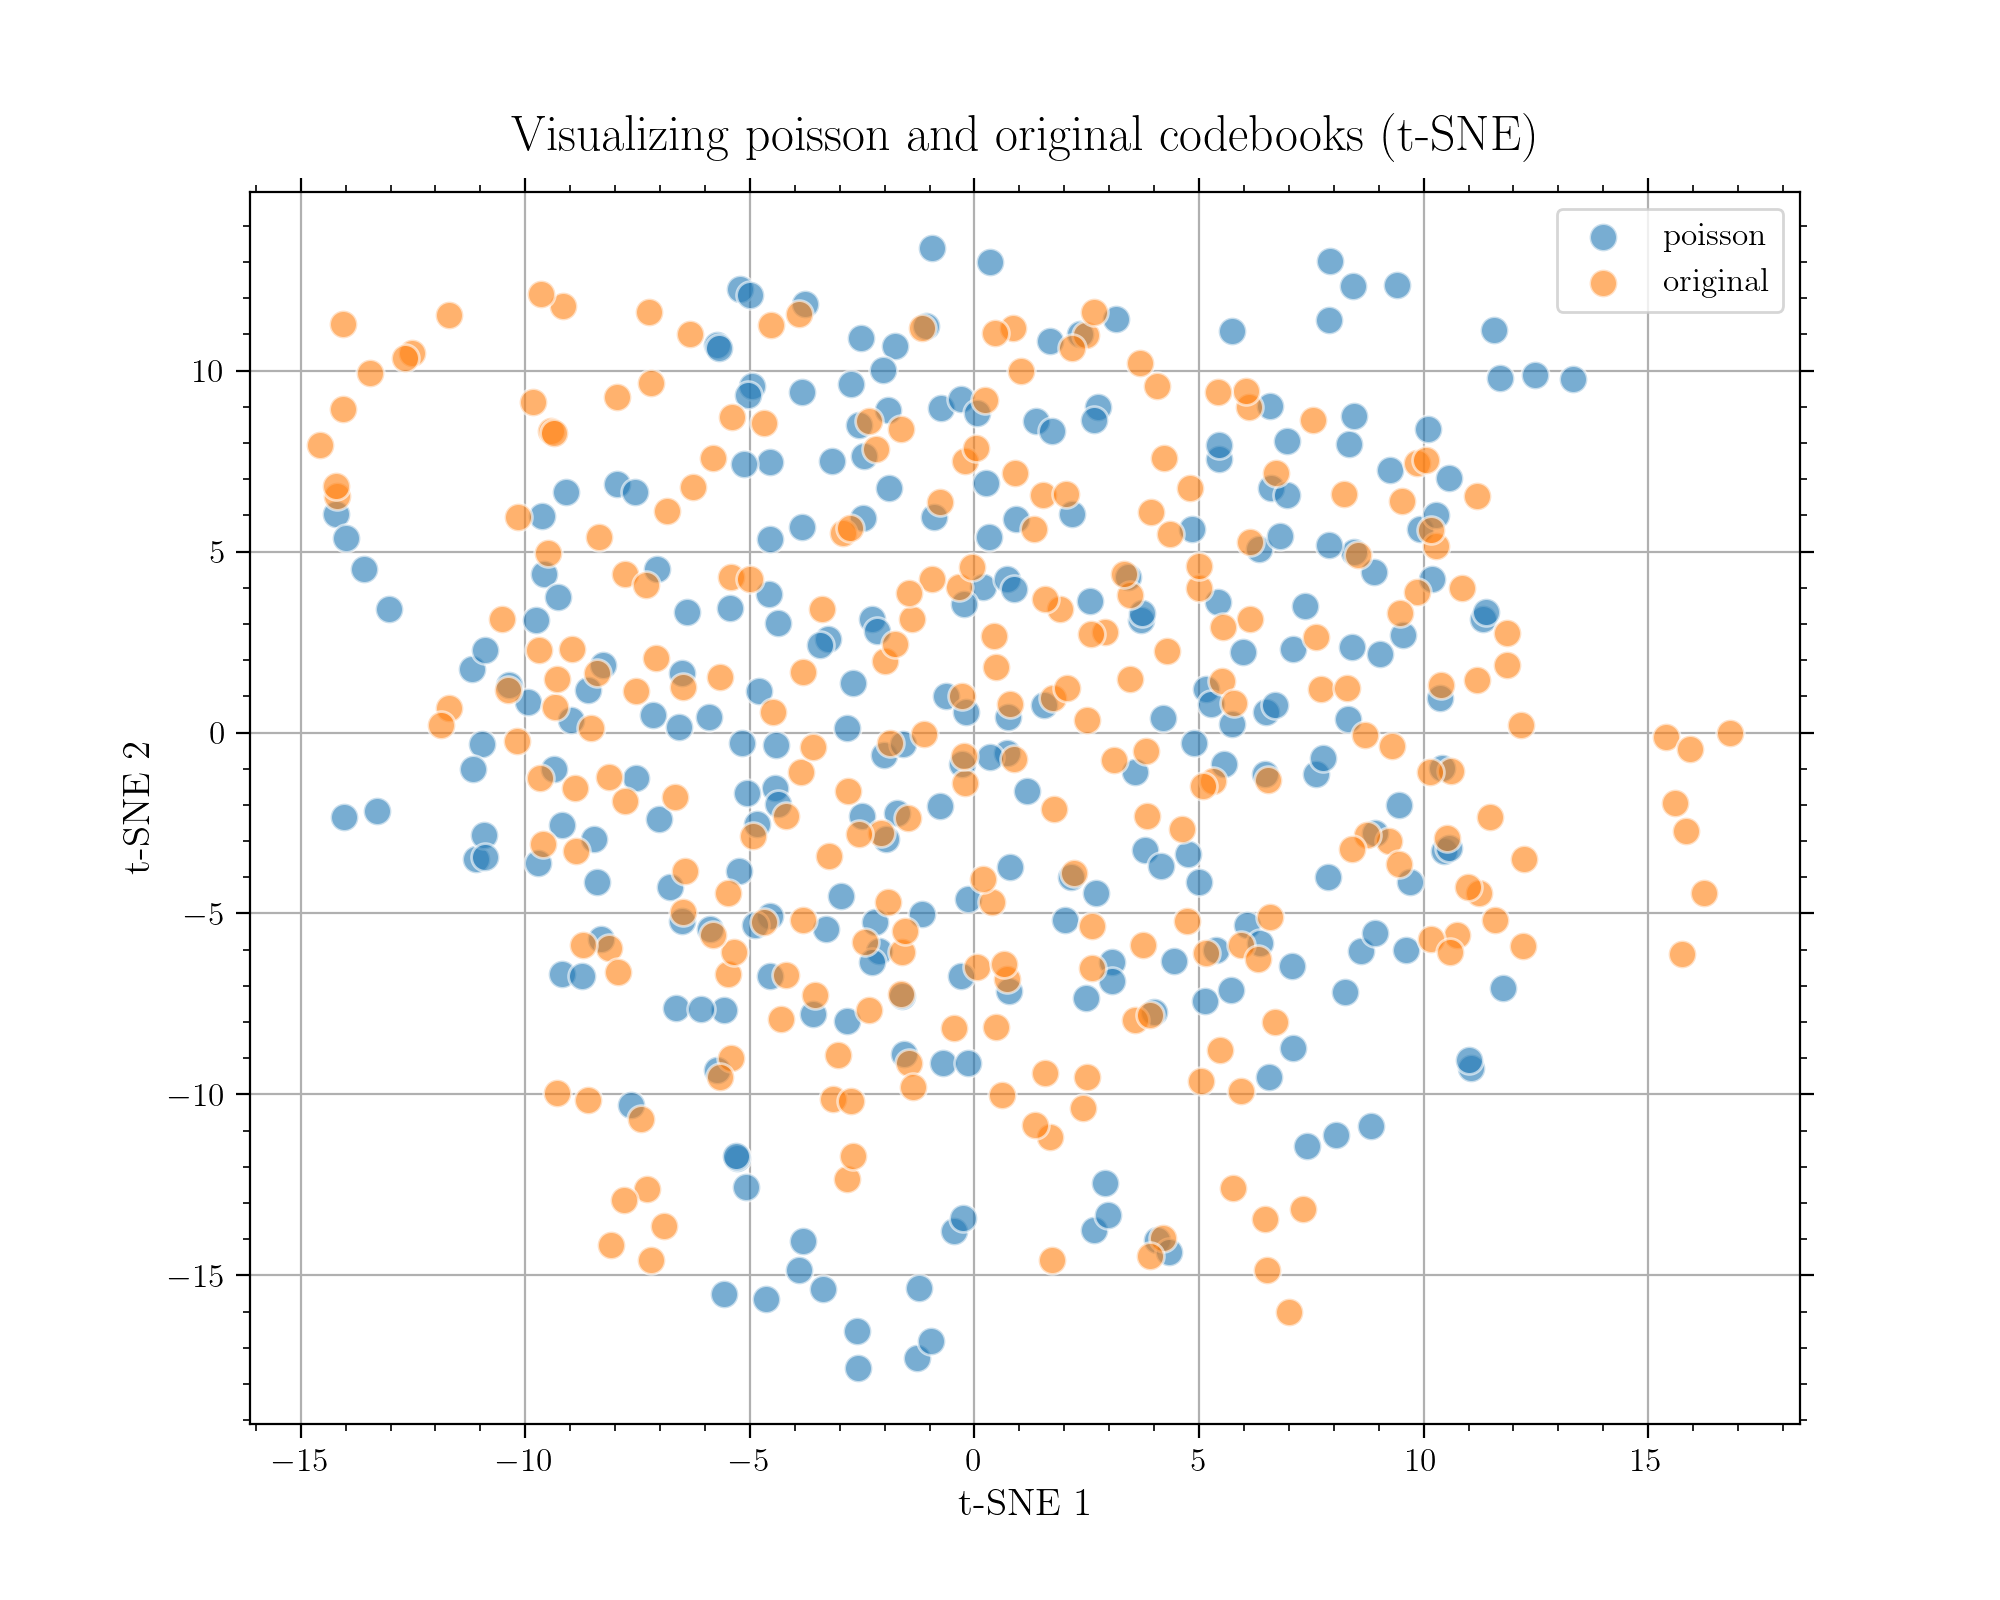 Visualizing poisson and original codebooks (t-SNE)
poisson
original
10
5
0
−5
−10
−15
t-SNE 2
−15
−10
−5
0
5
10
15
t-SNE 1